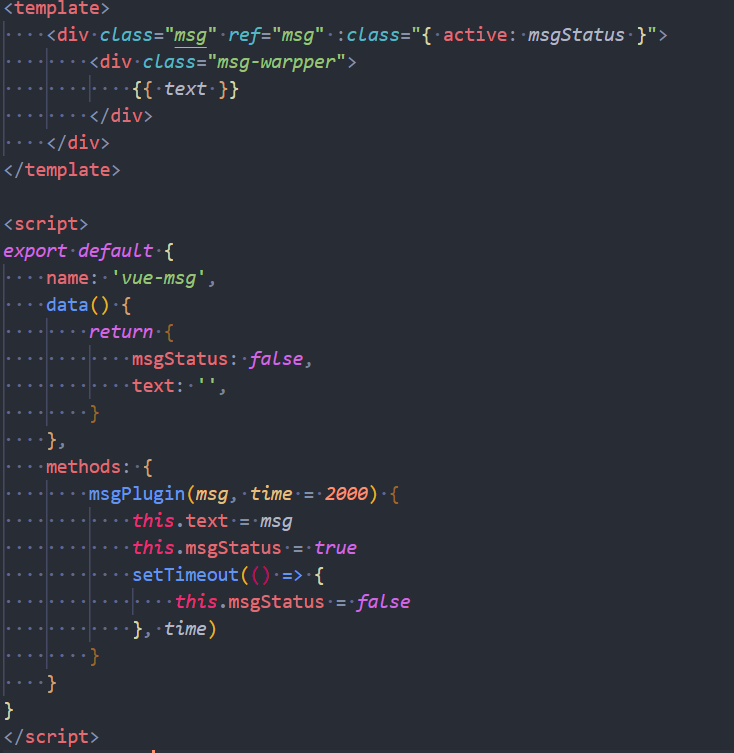 <template>
    <div class="msg" ref="msg" :class="{ active: msgStatus }">
        <div class="msg-warpper">
            {{ text }}
        </div>
    </div>
</template>

<script>
export default {
    name: 'vue-msg',
    data() {
        return {
            msgStatus: false,
            text: '',
        }
    },
    methods: {
        msgPlugin(msg, time = 2000) {
            this.text = msg
            this.msgStatus = true
            setTimeout(() => {
                this.msgStatus = false
            }, time)
        }
    }
}
</script>